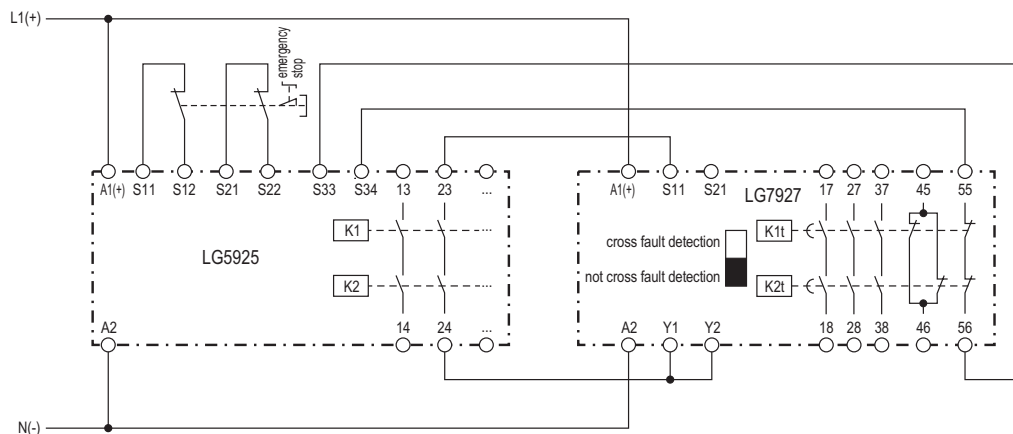 L1(+)
emergency
stop
A1(+) S11 S12 S21 S22 S33 S34 13 23 ...
A1(+) S11 S21 17 27 37 45 55
LG7927
K1 ...
K1t
cross fault detection
LG5925
not cross fault detection
K2 ...
K2t
A2 14 24 ...
A2 Y1 Y2 18 28 38 46 56
N(-)